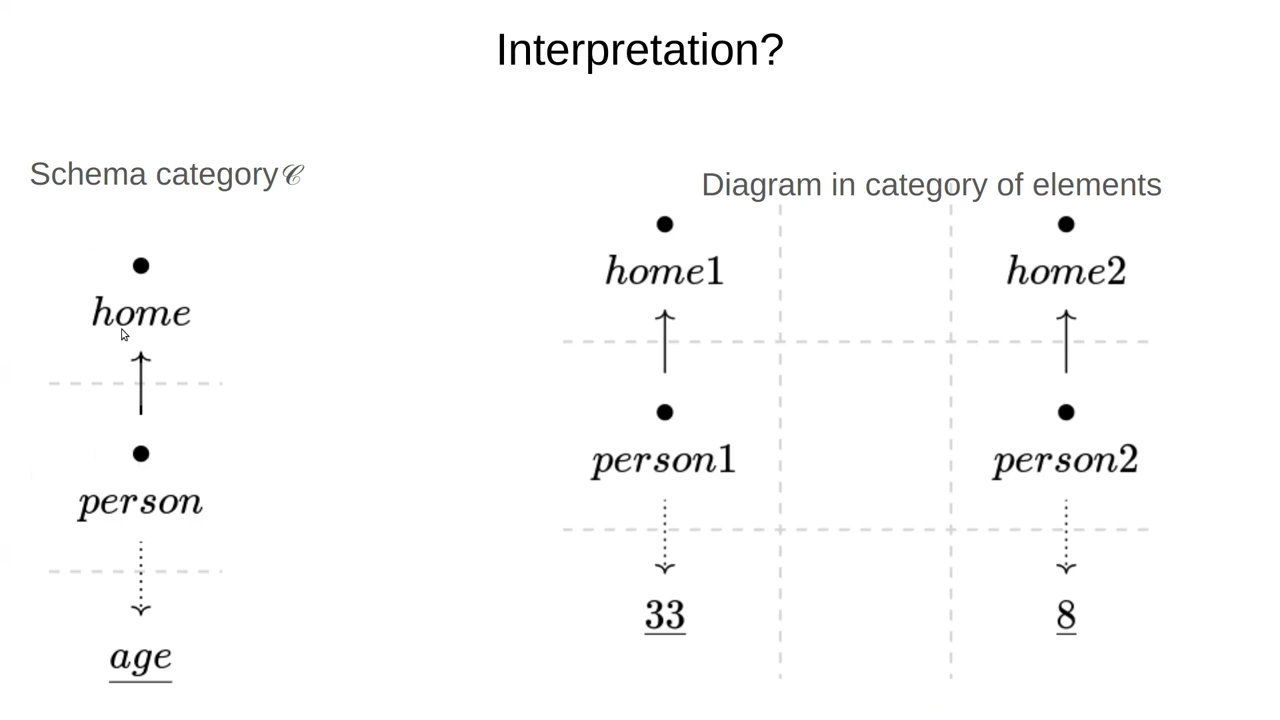 Interpretation?
Schema category 𝒞
home
person
age
Diagram in category of elements
home1
home2
person1
person2
33
8